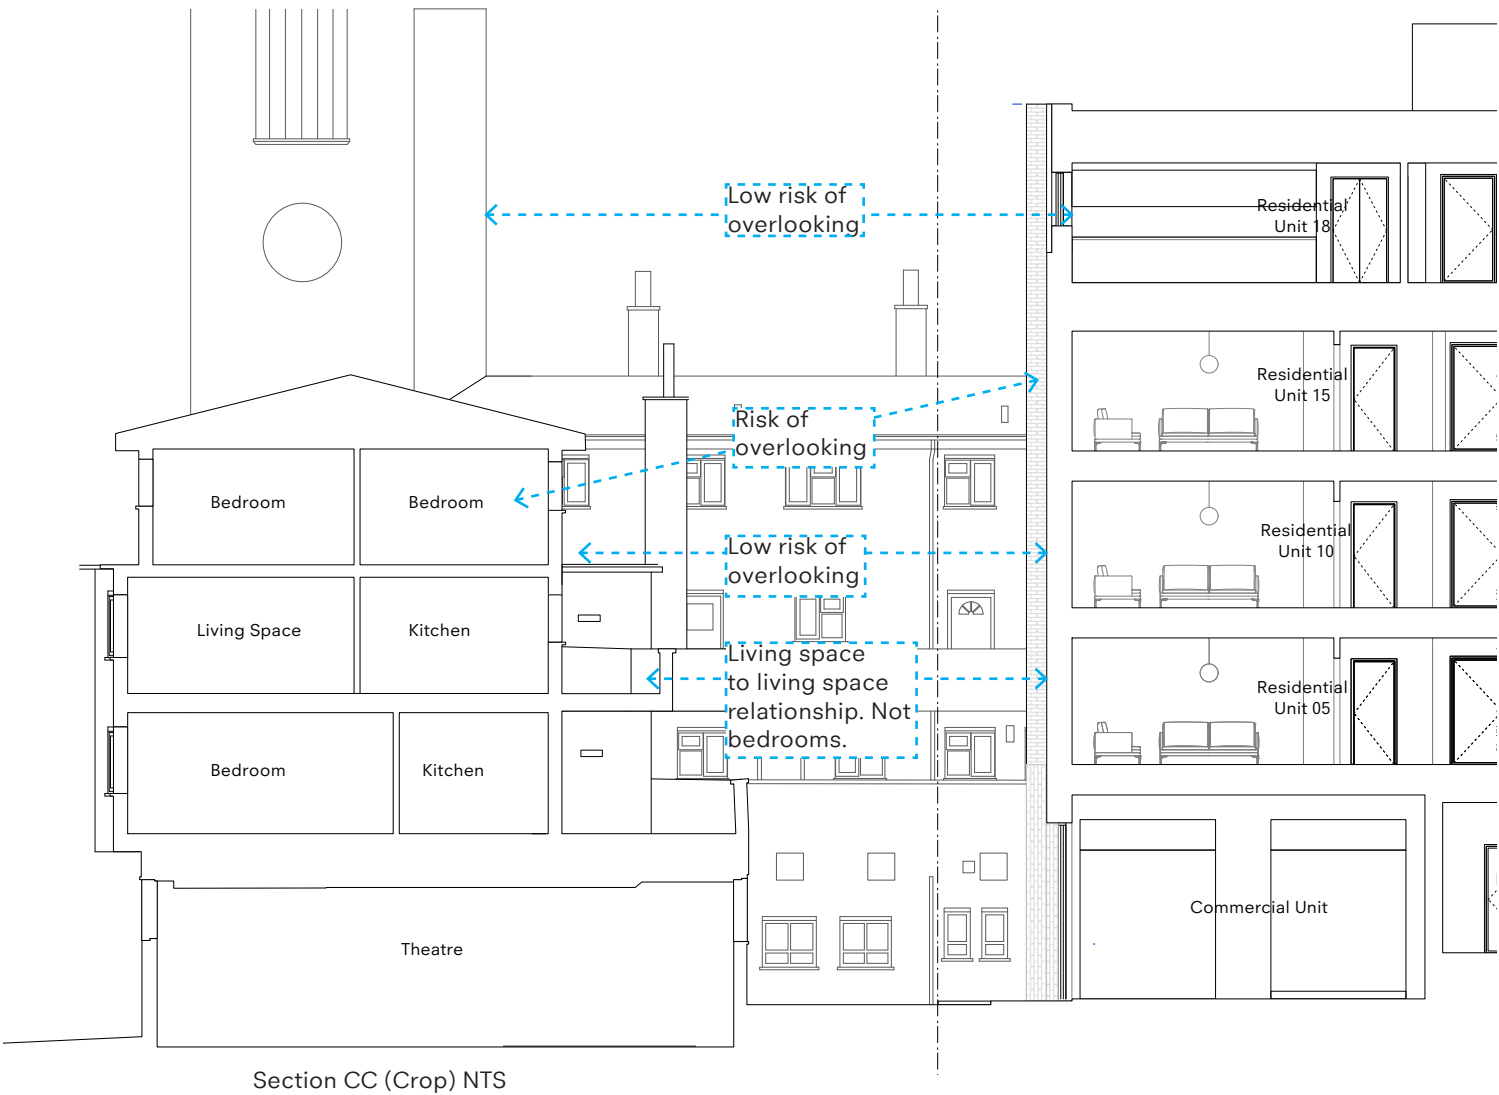 Low risk of
overlooking
Residential
Unit 18
Residential
Unit 15
Risk of
overlooking
Bedroom
Bedroom
Residential
Unit 10
Low risk of
overlooking
Living Space
Kitchen
Living space
to living space
relationship. Not
bedrooms.
Residential
Unit 05
Bedroom
Kitchen
Commercial Unit
Theatre
Section CC (Crop) NTS